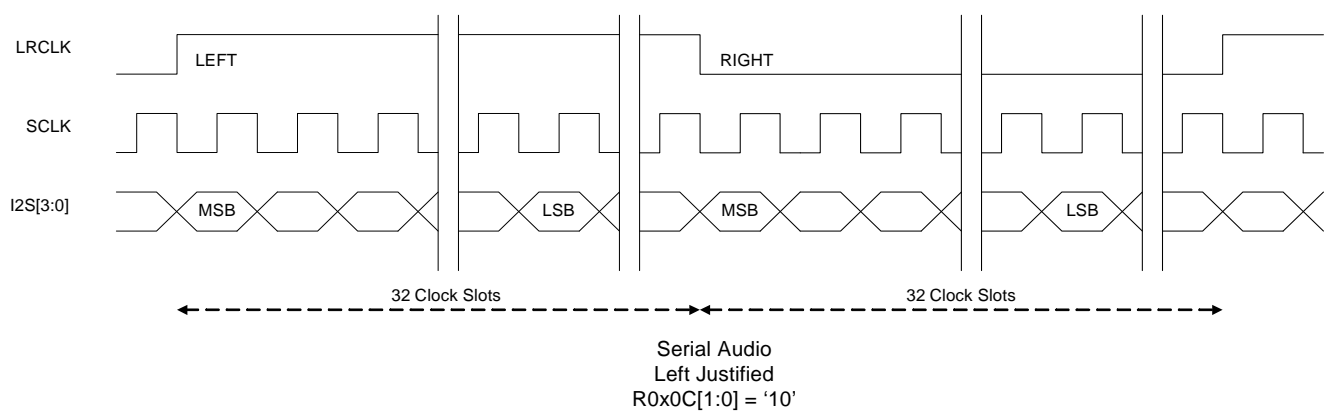 LRCLK
LEFT
RIGHT
SCLK
I2S[3:0]
MSB
LSB
MSB
LSB
32 Clock Slots
32 Clock Slots
Serial Audio
Left Justified
R0x0C[1:0] = ‘10’